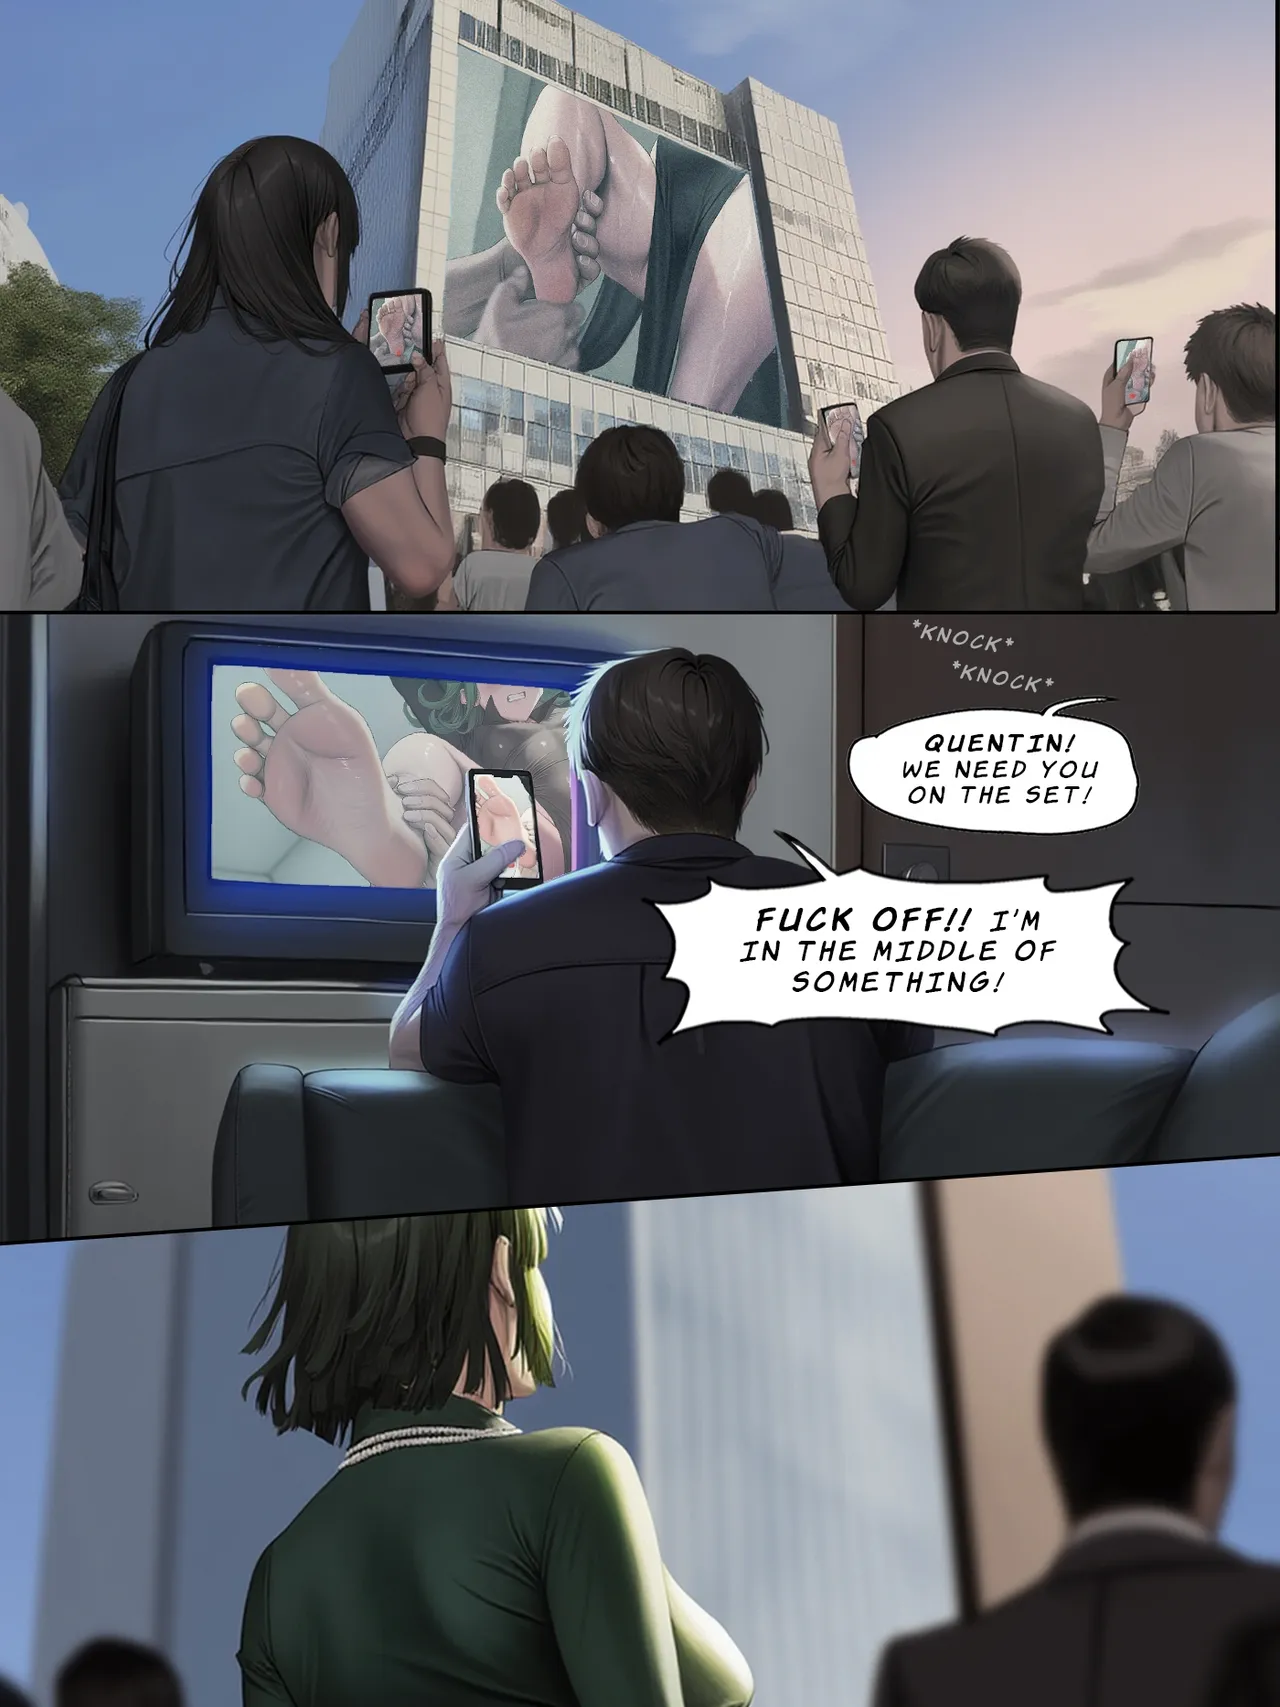 *KNOCK*
*KNOCK*
QUENTIN!
WE NEED YOU
ON THE SET!
FUCK OFF!! I'M
IN THE MIDDLE OF
SOMETHING!